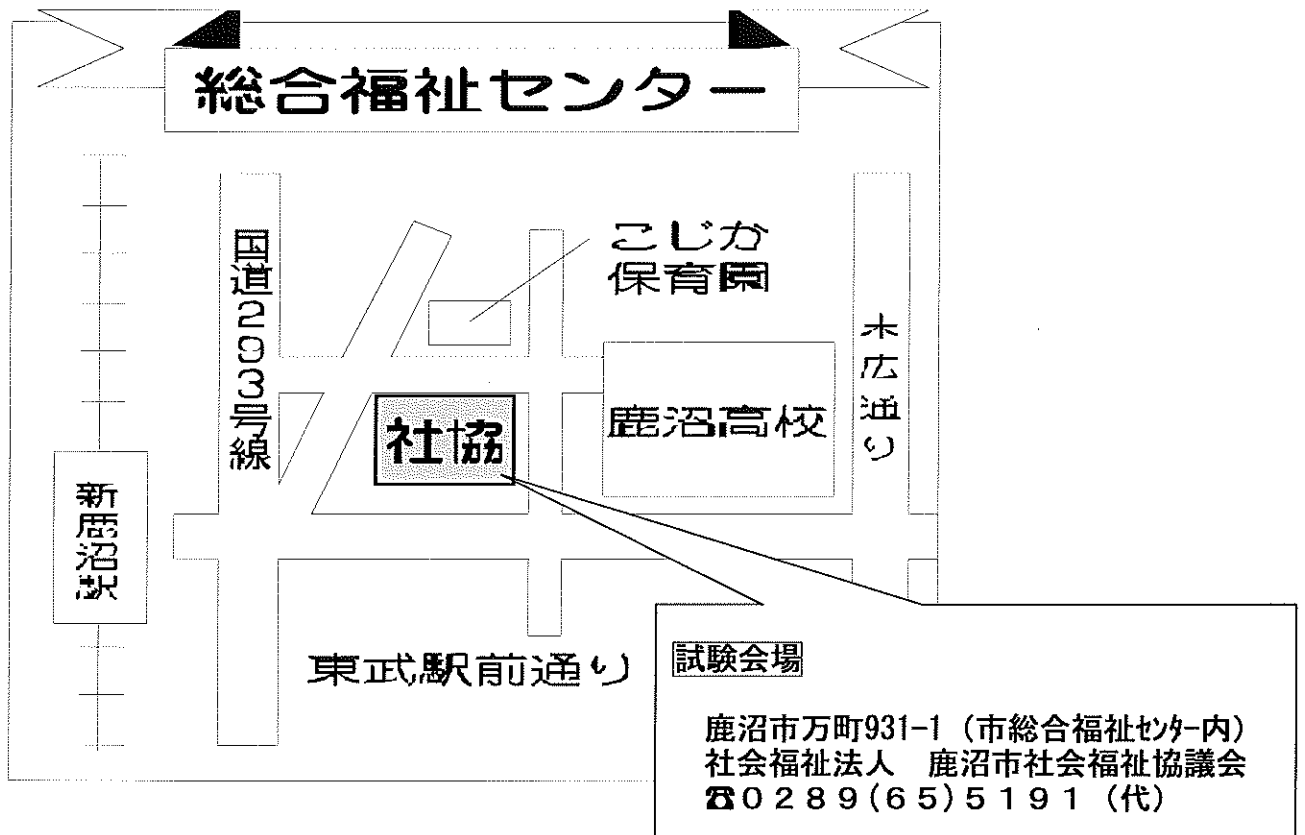 総合福祉センター
国道293号線
こじか
保育園
末広通り
鹿沼高校
社協
新鹿沼駅
東武駅前通り
試験会場
鹿沼市万町931-1（市総合福祉ｾﾝﾀｰ内）
社会福祉法人　鹿沼市社会福祉協議会
☎０２８９(６５)５１９１（代）